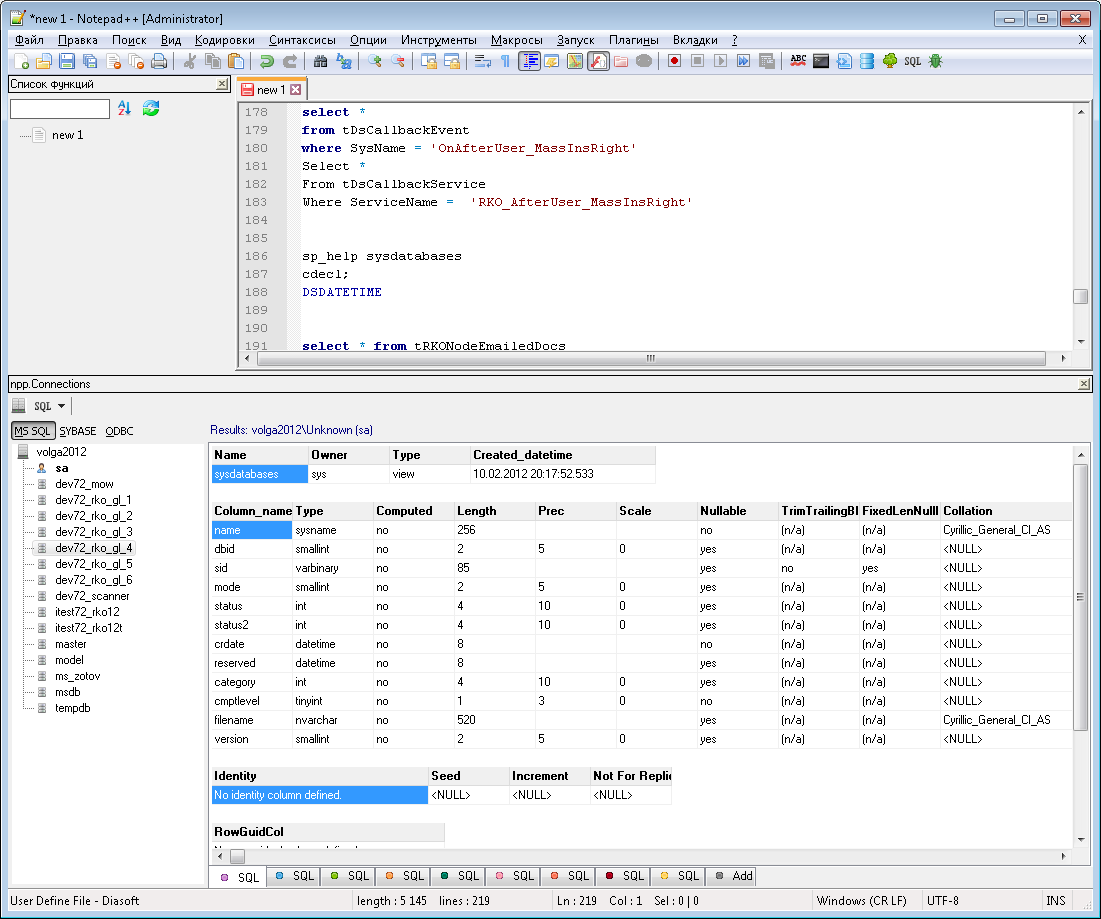 *new 1 - Notepad++ [Administrator]
Файл Правка Поиск Вид Кодировки Синтаксисы Опции Инструменты Макросы Запуск Плагины Вкладки ? X
ABC SQL
Список функций
new 1
A Z
new 1
178 select *
179 from tDsCallbackEvent
180 where SysName = 'OnAfterUser_MassInsRight'
181 Select *
182 From tDsCallbackService
183 Where ServiceName = 'RKO_AfterUser_MassInsRight'
184
185
186 sp_help sysdatabases
187 cdecl;
188 DSDATETIME
189
190
191 select * from tRKONodeEmailedDocs
npp.Connections
SQL
MS SQL SYBASE ODBC
Results: volga2012\Unknown (sa)
volga2012
sa
dev72_mow
dev72_rko_gl_1
dev72_rko_gl_2
dev72_rko_gl_3
dev72_rko_gl_4
dev72_rko_gl_5
dev72_rko_gl_6
dev72_scanner
itest72_rko12
itest72_rko12t
master
model
ms_zotov
msdb
tempdb
Name Owner Type Created_datetime
sysdatabases sys view 10.02.2012 20:17:52.533
Column_name Type Computed Length Prec Scale Nullable TrimTrailingBl FixedLenNullI Collation
name sysname no 256 no (n/a) (n/a) Cyrillic_General_CI_AS
dbid smallint no 2 5 0 yes (n/a) (n/a) <NULL>
sid varbinary no 85 yes no yes <NULL>
mode smallint no 2 5 0 yes (n/a) (n/a) <NULL>
status int no 4 10 0 yes (n/a) (n/a) <NULL>
status2 int no 4 10 0 yes (n/a) (n/a) <NULL>
crdate datetime no 8 no (n/a) (n/a) <NULL>
reserved datetime no 8 yes (n/a) (n/a) <NULL>
category int no 4 10 0 yes (n/a) (n/a) <NULL>
cmptlevel tinyint no 1 3 0 no (n/a) (n/a) <NULL>
filename nvarchar no 520 yes (n/a) (n/a) Cyrillic_General_CI_AS
version smallint no 2 5 0 yes (n/a) (n/a) <NULL>
Identity Seed Increment Not For Replic
No identity column defined. <NULL> <NULL> <NULL>
RowGuidCol
SQL SQL SQL SQL SQL SQL SQL SQL SQL Add
User Define File - Diasoft length : 5 145 lines : 219 Ln : 219 Col : 1 Sel : 0 | 0 Windows (CR LF) UTF-8 INS